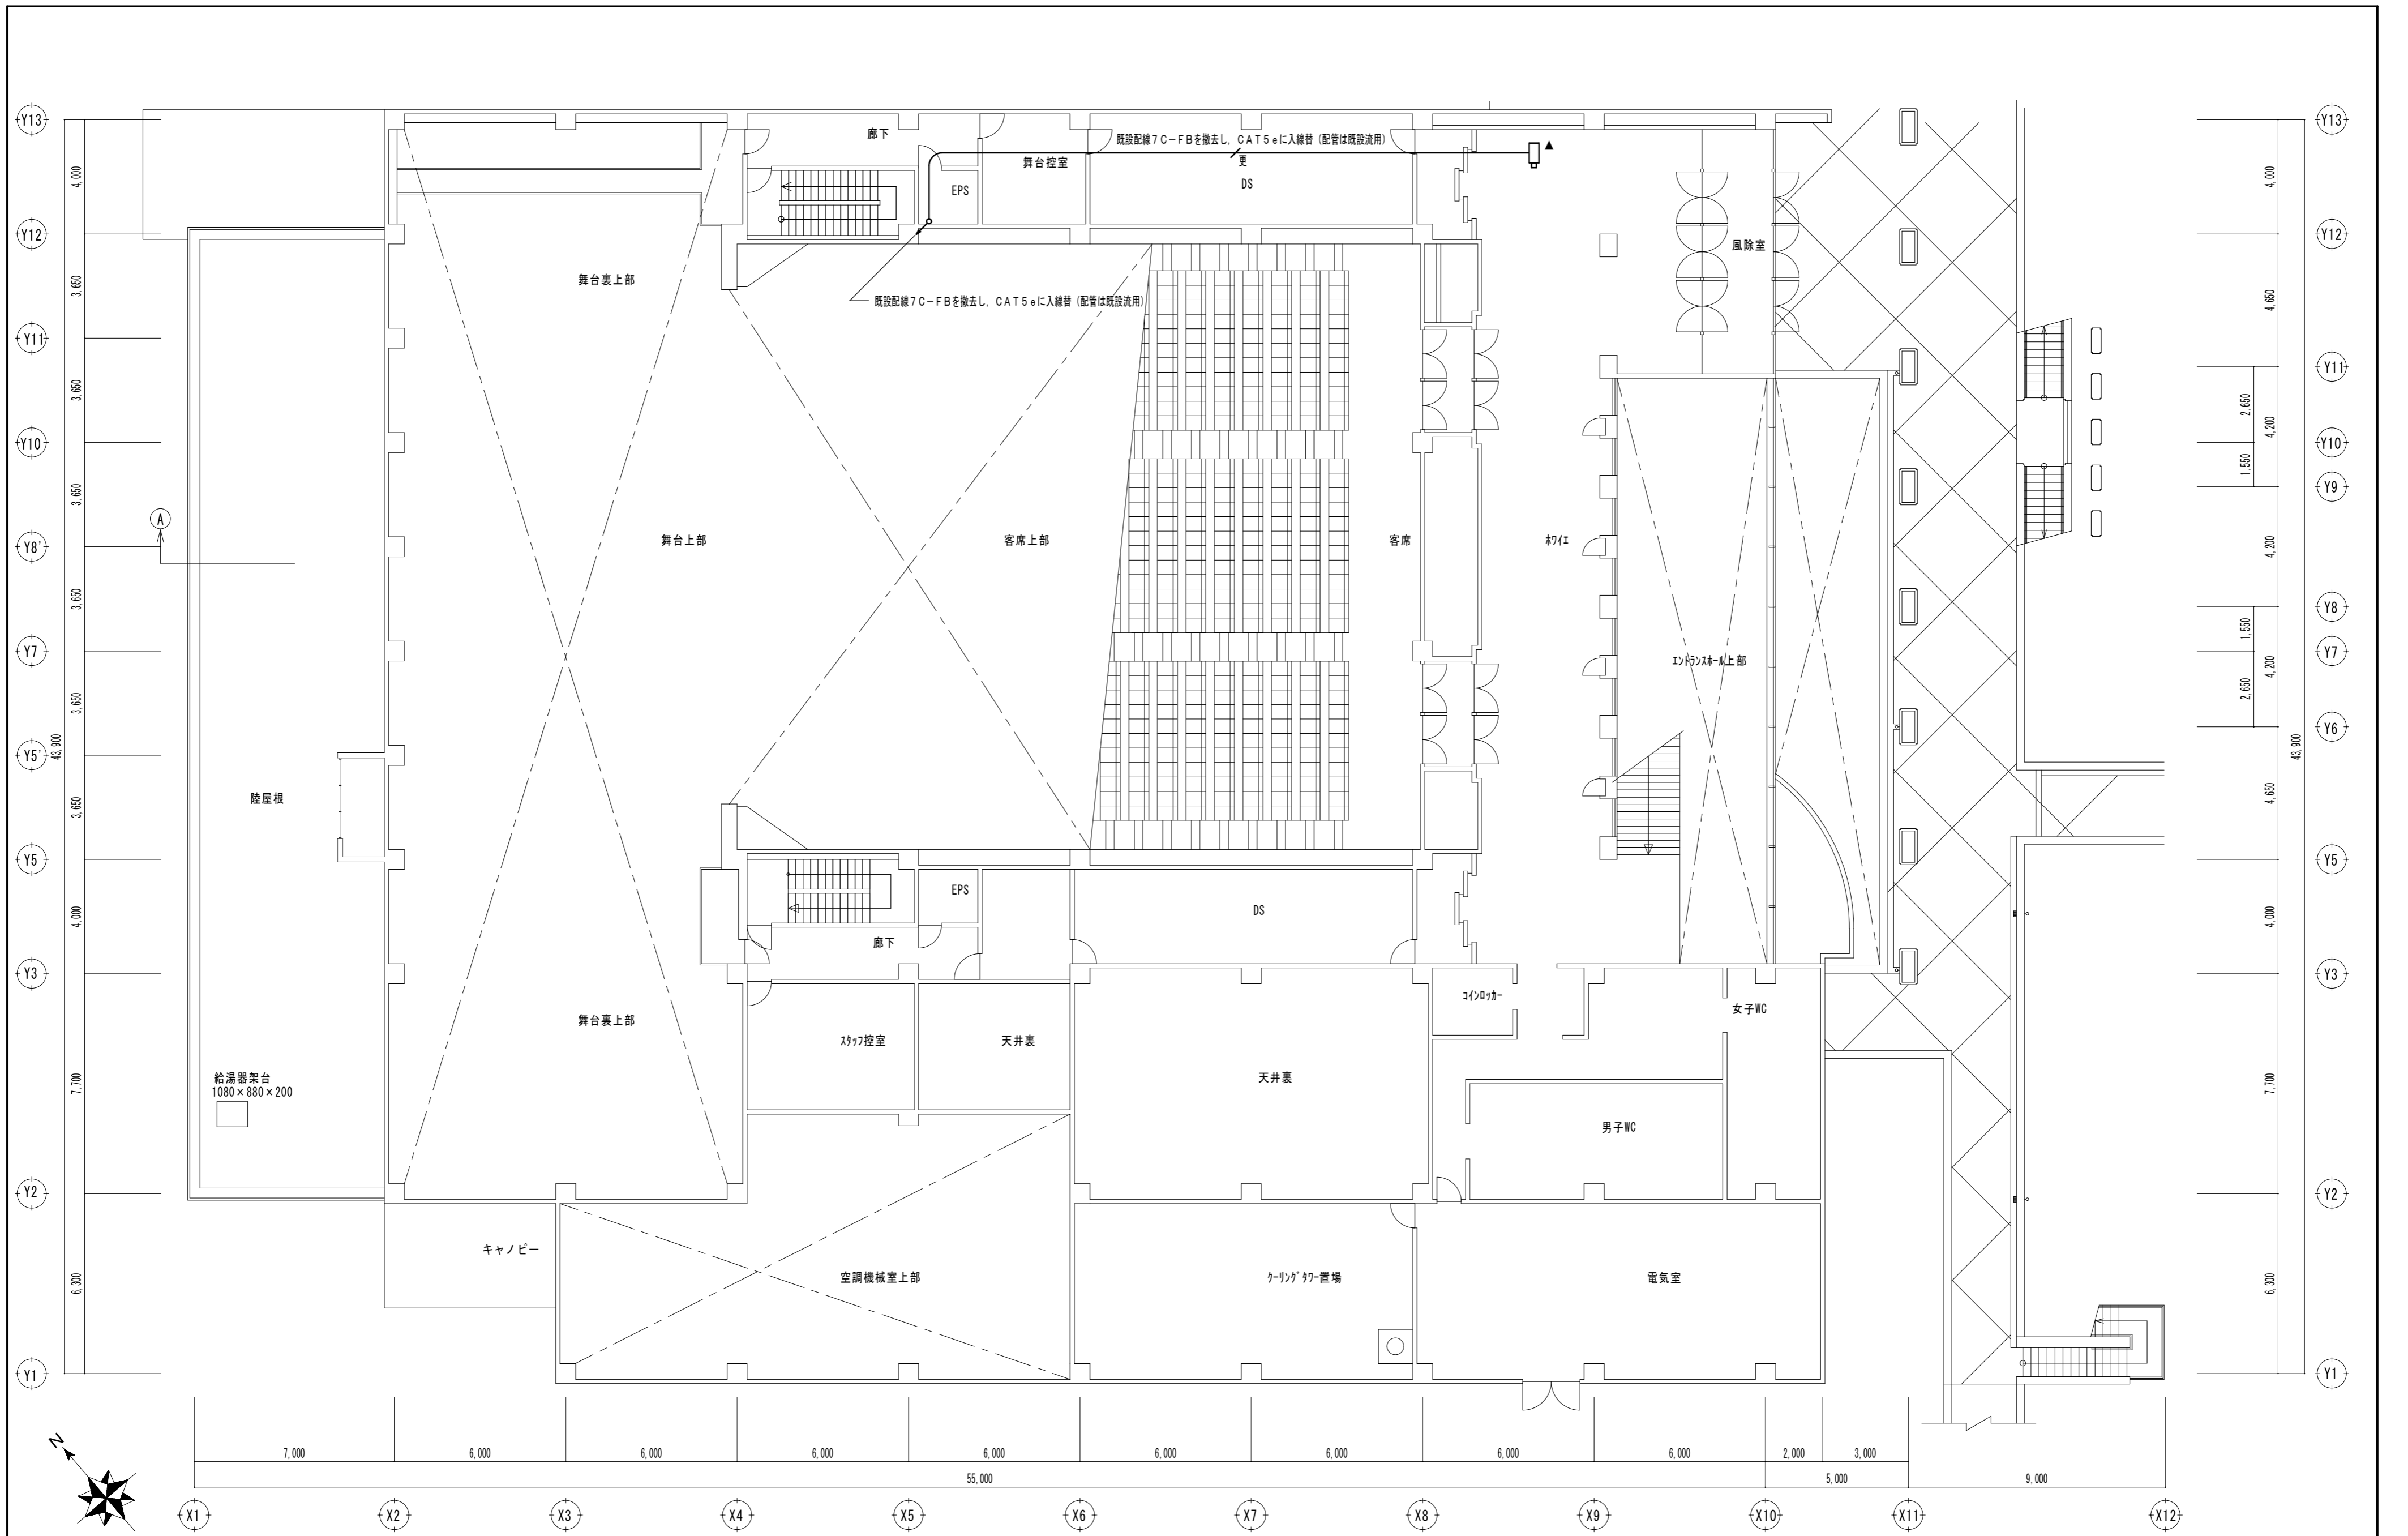 Y13
Y12
Y11
Y10
Y8'
Y7
Y5'
Y5
Y3
Y2
Y1
4,000
3,650
3,650
3,650
3,650
3,650
3,650
4,000
7,700
6,300
43,900
A
廊下
既設配線7C-FBを撤去し,CAT5eに入線替(配管は既設流用)
更
舞台控室
EPS
DS
▲
風除室
舞台裏上部
既設配線7C-FBを撤去し,CAT5eに入線替(配管は既設流用)
舞台上部
客席上部
客席
ホワイエ
エントランスホール上部
陸屋根
EPS
DS
廊下
コインロッカー
女子WC
舞台裏上部
スタッフ控室
天井裏
天井裏
給湯器架台
1080×880×200
男子WC
キャノピー
空調機械室上部
クーリングタワー置場
電気室
Y13
Y12
Y11
Y10
Y9
Y8
Y7
Y6
Y5
Y3
Y2
Y1
4,000
4,650
2,650
4,200
1,550
4,200
1,550
4,200
2,650
4,650
4,000
7,700
6,300
43,900
N
7,000
6,000
6,000
6,000
6,000
6,000
6,000
6,000
6,000
2,000
3,000
55,000
5,000
9,000
X1
X2
X3
X4
X5
X6
X7
X8
X9
X10
X11
X12